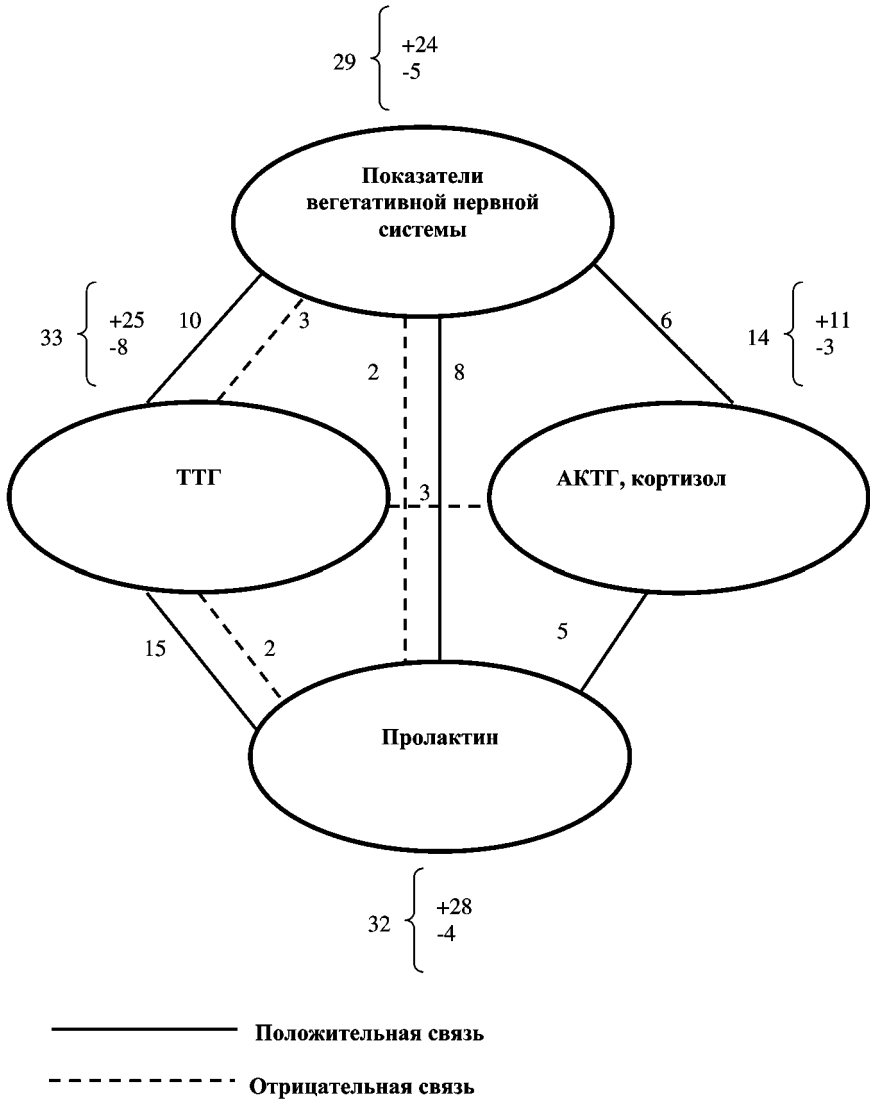 29
+24
-5
Показатели
вегетативной нервной
системы
33
+25
-8
10
3
6
14
+11
-3
2
8
ТТГ
3
АКТГ, кортизол
15
2
5
Пролактин
32
+28
-4
Положительная связь
Отрицательная связь